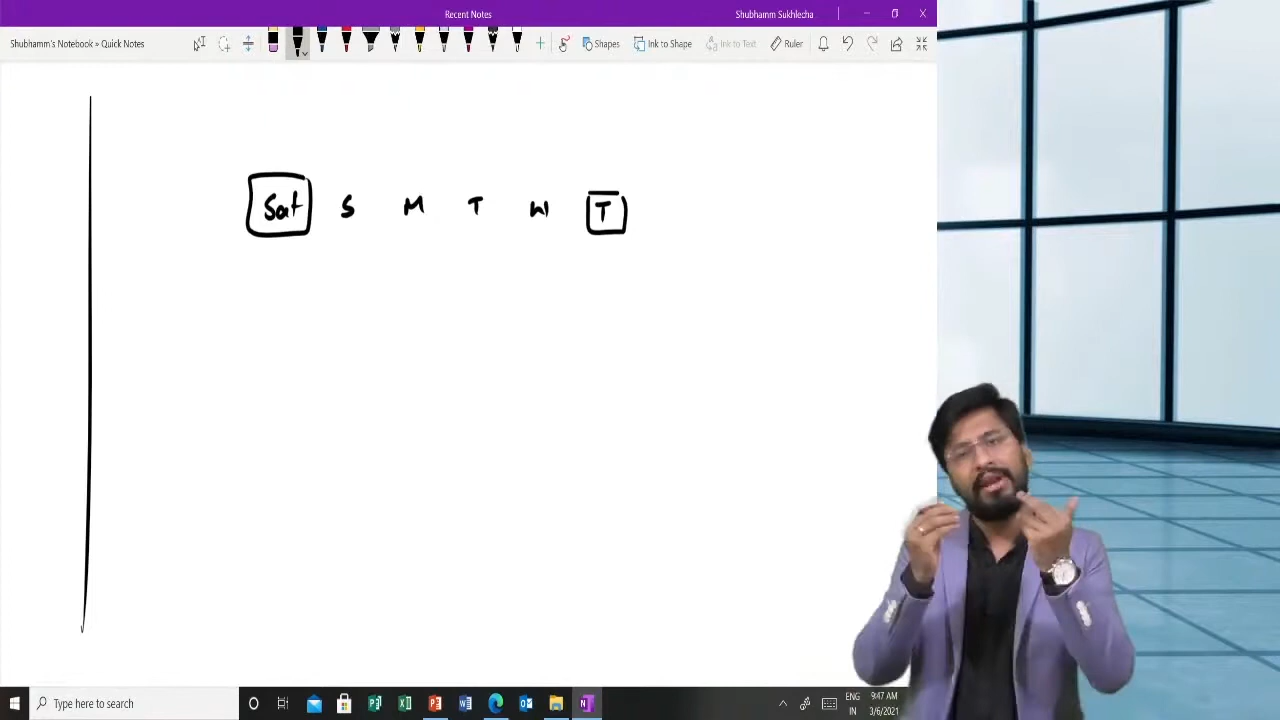 Recent Notes
Shubhamm Sukhlecha
Shubhamm's Notebook » Quick Notes
Shapes
Ink to Shape
Ink to Text
Ruler
Sat S M T W T
Type here to search
ENG
IN
9:47 AM
3/6/2021